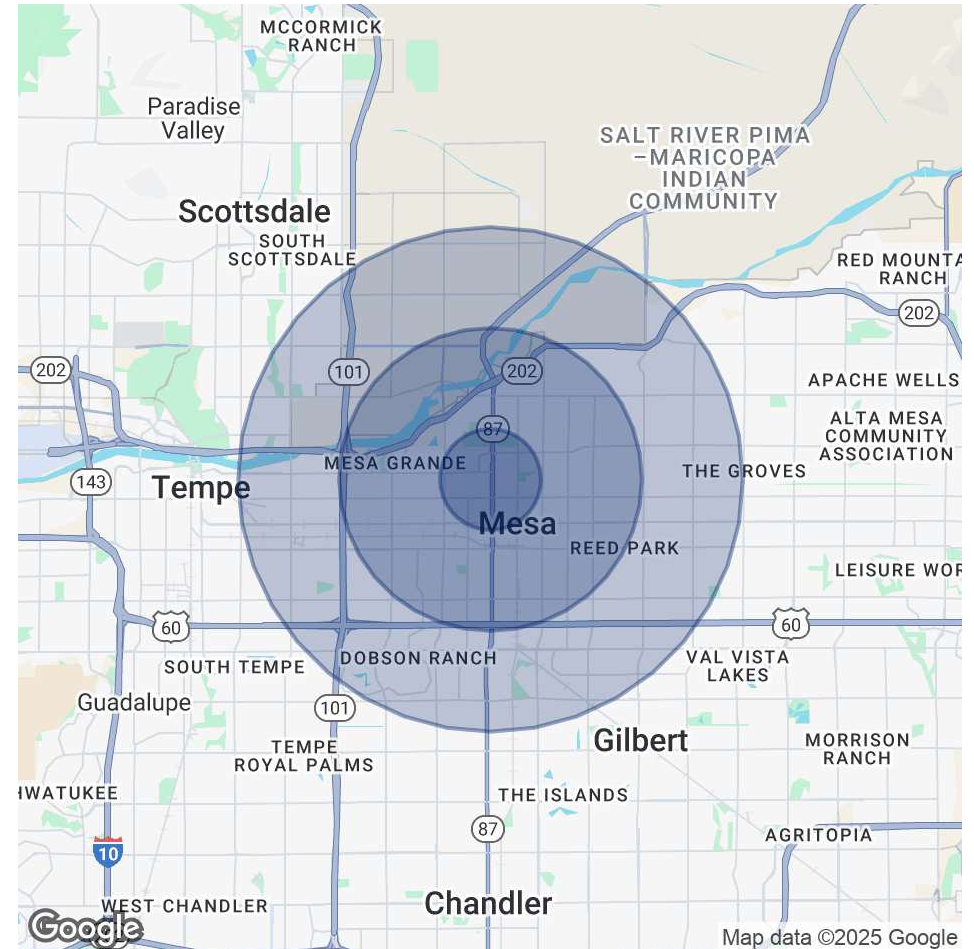 MCCORMICK
RANCH
Paradise
Valley
SALT RIVER PIMA
–MARICOPA
INDIAN
COMMUNITY
Scottsdale
SOUTH
SCOTTSDALE
RED MOUNTA
RANCH
202
202
101
202
APACHE WELLS
87
ALTA MESA
COMMUNITY
ASSOCIATION
MESA GRANDE
THE GROVES
143
Tempe
Mesa
REED PARK
LEISURE WOR
60
60
SOUTH TEMPE
DOBSON RANCH
VAL VISTA
LAKES
Guadalupe
101
TEMPE
ROYAL PALMS
Gilbert
MORRISON
RANCH
HWATUKEE
THE ISLANDS
87
AGRITOPIA
10
WEST CHANDLER
Chandler
Google
Map data ©2025 Google